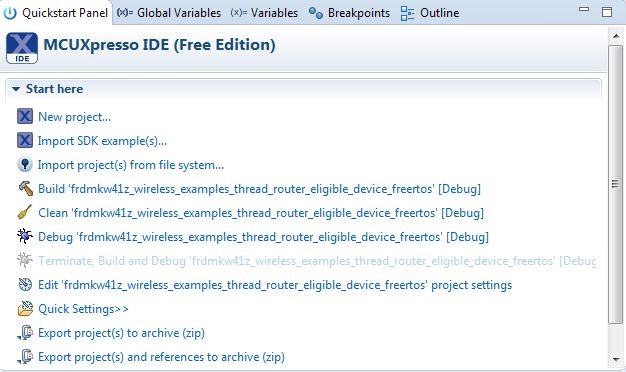 Quickstart Panel (x)= Global Variables (x)= Variables Breakpoints Outline
X IDE MCUXpresso IDE (Free Edition)
Start here
New project...
Import SDK example(s)...
Import project(s) from file system...
Build 'frdmkw41z_wireless_examples_thread_router_eligible_device_freertos' [Debug]
Clean 'frdmkw41z_wireless_examples_thread_router_eligible_device_freertos' [Debug]
Debug 'frdmkw41z_wireless_examples_thread_router_eligible_device_freertos' [Debug]
Terminate, Build and Debug 'frdmkw41z_wireless_examples_thread_router_eligible_device_freertos' [Debug
Edit 'frdmkw41z_wireless_examples_thread_router_eligible_device_freertos' project settings
Quick Settings>>
Export project(s) to archive (zip)
Export project(s) and references to archive (zip)